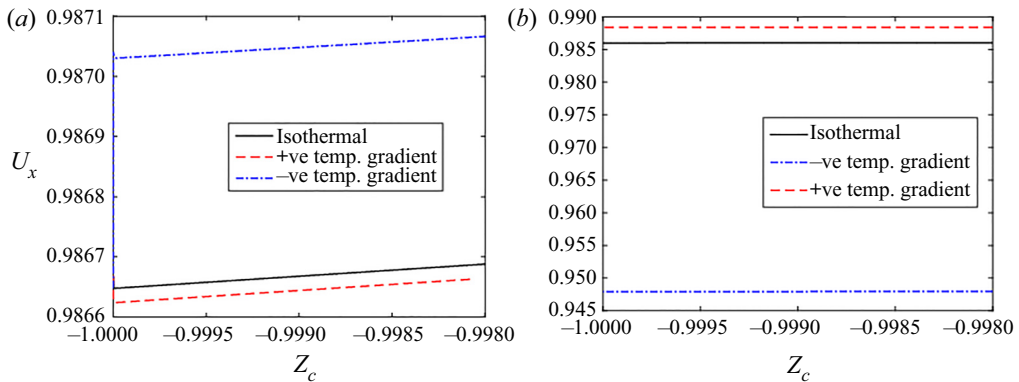 (a)
0.9871
0.9870
0.9869
0.9868
0.9867
0.9866
U_x
Isothermal
+ve temp. gradient
–ve temp. gradient
–1.0000 –0.9995 –0.9990 –0.9985 –0.9980
Z_c
(b)
0.990
0.985
0.980
0.975
0.970
0.965
0.960
0.955
0.950
0.945
Isothermal
–ve temp. gradient
+ve temp. gradient
–1.0000 –0.9995 –0.9990 –0.9985 –0.9980
Z_c